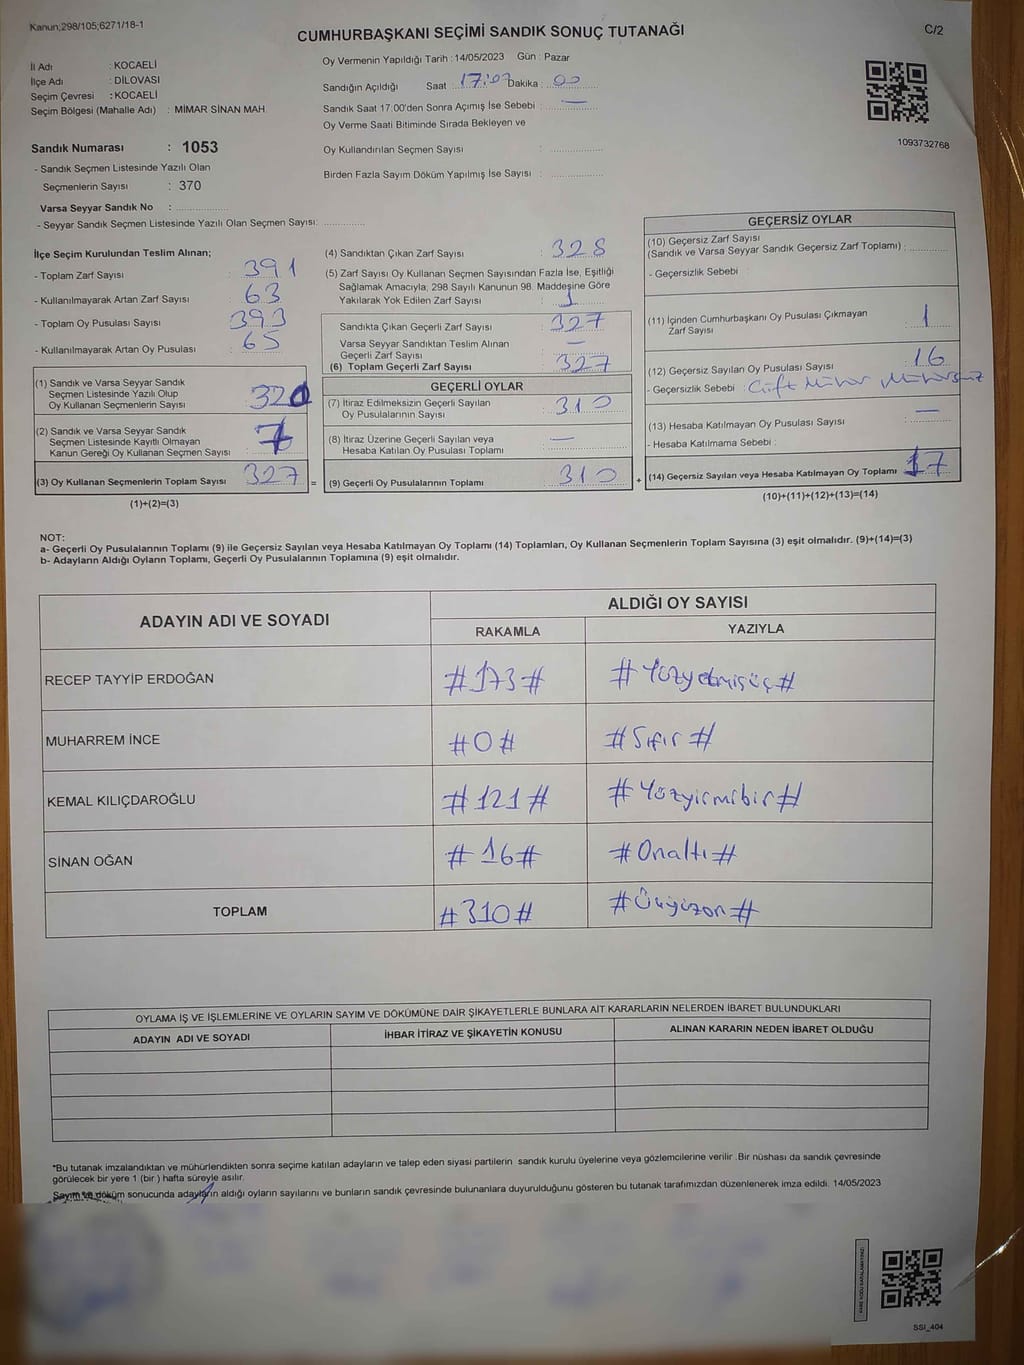 Kanun;298/105;6271/18-1
CUMHURBAŞKANI SEÇİMİ SANDIK SONUÇ TUTANAĞI
C/2
İl Adı : KOCAELİ
İlçe Adı : DİLOVASI
Seçim Çevresi : KOCAELİ
Seçim Bölgesi (Mahalle Adı) : MİMAR SİNAN MAH.
Sandık Numarası : 1053
- Sandık Seçmen Listesinde Yazılı Olan
Seçmenlerin Sayısı : 370
Varsa Seyyar Sandık No :
- Seyyar Sandık Seçmen Listesinde Yazılı Olan Seçmen Sayısı:
Oy Vermenin Yapıldığı Tarih : 14/05/2023 Gün : Pazar
Sandığın Açıldığı Saat : 17:07 Dakika : 00
Sandık Saat 17.00'den Sonra Açımış İse Sebebi : —
Oy Verme Saati Bitiminde Sırada Bekleyen ve
Oy Kullandırılan Seçmen Sayısı :
Birden Fazla Sayım Döküm Yapılmış İse Sayısı :
1093732768
İlçe Seçim Kurulundan Teslim Alınan;
- Toplam Zarf Sayısı : 391
- Kullanılmayarak Artan Zarf Sayısı : 63
- Toplam Oy Pusulası Sayısı : 393
- Kullanılmayarak Artan Oy Pusulası : 65
(1) Sandık ve Varsa Seyyar Sandık
Seçmen Listesinde Yazılı Olup
Oy Kullanan Seçmenlerin Sayısı : 320
(2) Sandık ve Varsa Seyyar Sandık
Seçmen Listesinde Kayıtlı Olmayan
Kanun Gereği Oy Kullanan Seçmen Sayısı : 7
(3) Oy Kullanan Seçmenlerin Toplam Sayısı : 327
(1)+(2)=(3)
(4) Sandıktan Çıkan Zarf Sayısı : 328
(5) Zarf Sayısı Oy Kullanan Seçmen Sayısından Fazla İse, Eşitliği
Sağlamak Amacıyla, 298 Sayılı Kanunun 98. Maddesine Göre
Yakılarak Yok Edilen Zarf Sayısı : 1
Sandıkta Çıkan Geçerli Zarf Sayısı : 327
Varsa Seyyar Sandıktan Teslim Alınan
Geçerli Zarf Sayısı : —
(6) Toplam Geçerli Zarf Sayısı : 327
GEÇERLİ OYLAR
(7) İtiraz Edilmeksizin Geçerli Sayılan
Oy Pusulalarının Sayısı : 310
(8) İtiraz Üzerine Geçerli Sayılan veya
Hesaba Katılan Oy Pusulası Toplamı : —
= (9) Geçerli Oy Pusulalarının Toplamı : 310 +
GEÇERSİZ OYLAR
(10) Geçersiz Zarf Sayısı
(Sandık ve Varsa Seyyar Sandık Geçersiz Zarf Toplamı) :
- Geçersizlik Sebebi :
(11) İçinden Cumhurbaşkanı Oy Pusulası Çıkmayan
Zarf Sayısı : 1
(12) Geçersiz Sayılan Oy Pusulası Sayısı : 16
- Geçersizlik Sebebi : Çift Mühür Mühürsüz
(13) Hesaba Katılmayan Oy Pusulası Sayısı : —
- Hesaba Katılmama Sebebi :
(14) Geçersiz Sayılan veya Hesaba Katılmayan Oy Toplamı : 17
(10)+(11)+(12)+(13)=(14)
NOT:
a- Geçerli Oy Pusulalarının Toplamı (9) ile Geçersiz Sayılan veya Hesaba Katılmayan Oy Toplamı (14) Toplamları, Oy Kullanan Seçmenlerin Toplam Sayısına (3) eşit olmalıdır. (9)+(14)=(3)
b- Adayların Aldığı Oyların Toplamı, Geçerli Oy Pusulalarının Toplamına (9) eşit olmalıdır.
ADAYIN ADI VE SOYADI
ALDIĞI OY SAYISI
RAKAMLA YAZIYLA
RECEP TAYYİP ERDOĞAN #173# #Yüzyetmişüç#
MUHARREM İNCE #0# #Sıfır#
KEMAL KILIÇDAROĞLU #121# #Yüzyirmibir#
SİNAN OĞAN #16# #Onaltı#
TOPLAM #310# #Üçyüzon#
OYLAMA İŞ VE İŞLEMLERİNE VE OYLARIN SAYIM VE DÖKÜMÜNE DAİR ŞİKAYETLERLE BUNLARA AİT KARARLARIN NELERDEN İBARET BULUNDUKLARI
ADAYIN ADI VE SOYADI İHBAR İTİRAZ VE ŞİKAYETİN KONUSU ALINAN KARARIN NEDEN İBARET OLDUĞU
*Bu tutanak imzalandıktan ve mühürlendikten sonra seçime katılan adayların ve talep eden siyasi partilerin sandık kurulu üyelerine veya gözlemcilerine verilir .Bir nüshası da sandık çevresinde
görülecek bir yere 1 (bir ) hafta süreyle asılır.
Sayım ve döküm sonucunda adayların aldığı oyların sayılarını ve bunların sandık çevresinde bulunanlara duyurulduğunu gösteren bu tutanak tarafımızdan düzenlenerek imza edildi. 14/05/2023
SSI_404